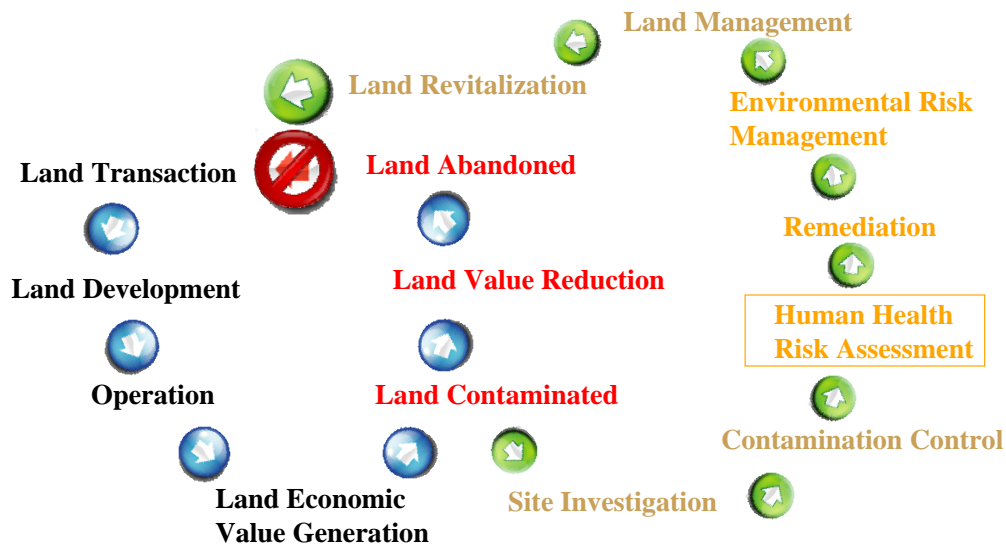 Land Management
Land Revitalization
Environmental Risk
Management
Land Transaction
Land Abandoned
Remediation
Land Development
Land Value Reduction
Human Health
Risk Assessment
Operation
Land Contaminated
Contamination Control
Land Economic
Value Generation
Site Investigation